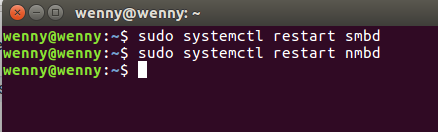 wenny@wenny: ~
wenny@wenny:~$ sudo systemctl restart smbd
wenny@wenny:~$ sudo systemctl restart nmbd
wenny@wenny:~$